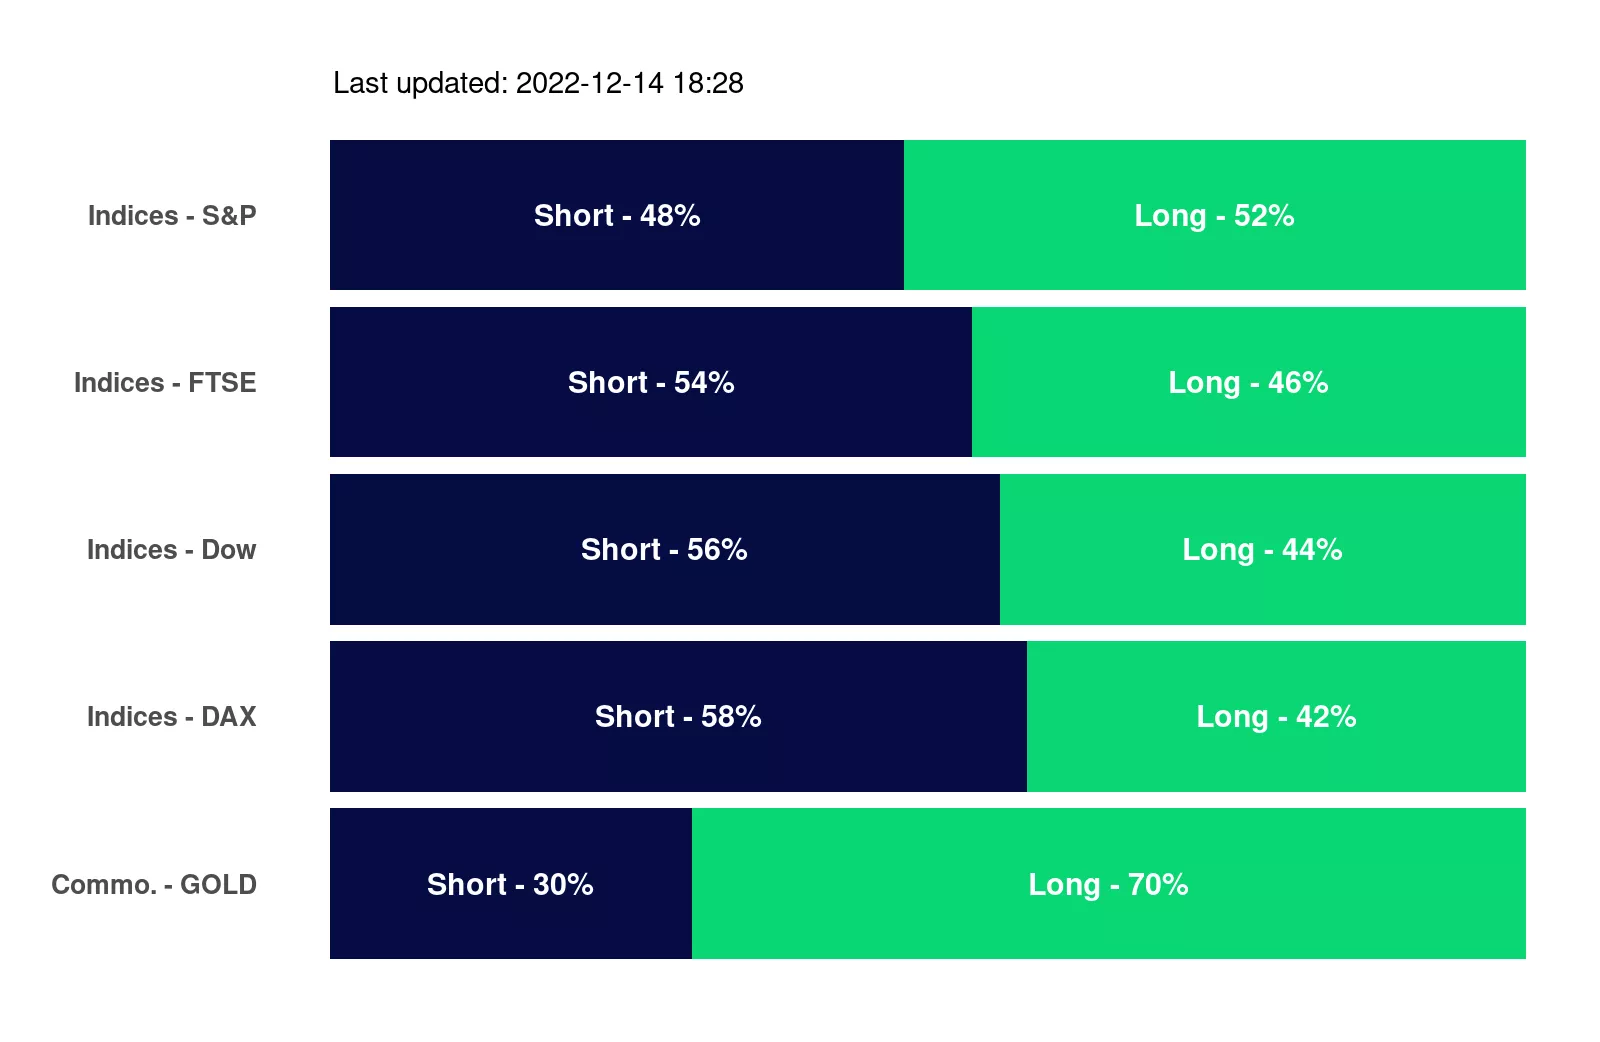 Last updated: 2022-12-14 18:28
Indices - S&P Short - 48% Long - 52%
Indices - FTSE Short - 54% Long - 46%
Indices - Dow Short - 56% Long - 44%
Indices - DAX Short - 58% Long - 42%
Commo. - GOLD Short - 30% Long - 70%